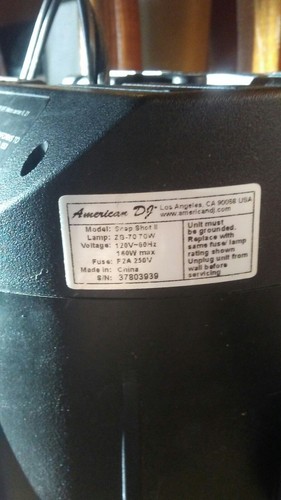 American DJ® Los Angeles, CA 90058 USA
www.americandj.com
Model: Snap Shot II
Lamp: ZB-70 70W
Voltage: 120V~60Hz
160W max
Fuse: F2A 250V
Made in: China
S/N: 37803939
Unit must
be grounded.
Replace with
same fuse/lamp
rating shown
Unplug unit from
wall before
servicing